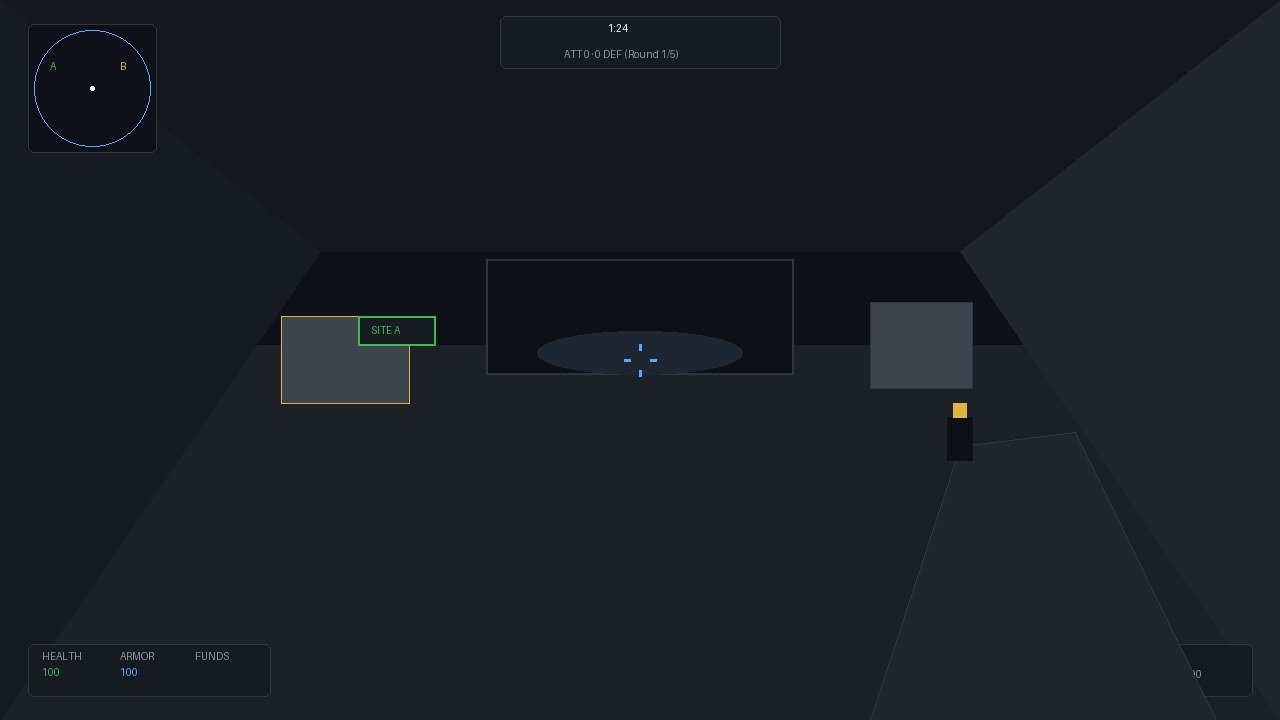 1:24
ATT 0 · 0 DEF (Round 1/5)
A B
SITE A
HEALTH ARMOR FUNDS
100 100